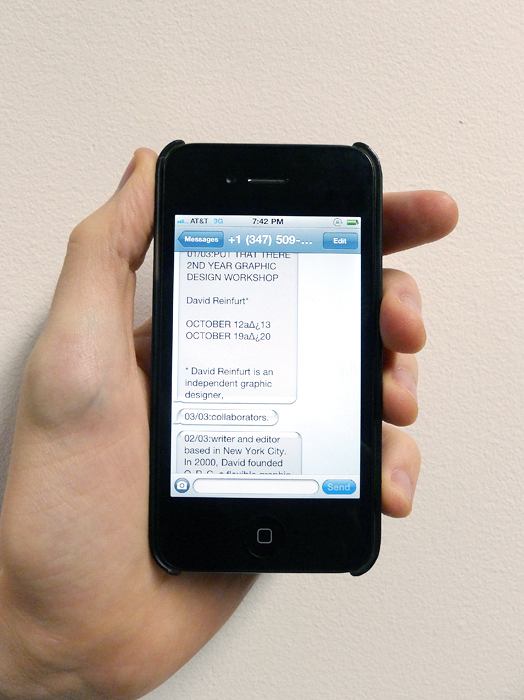 AT&T 3G 7:42 PM
Messages +1 (347) 509-... Edit
01/03:PUT THAT THERE
2ND YEAR GRAPHIC
DESIGN WORKSHOP
David Reinfurt*
OCTOBER 12aΔ¿13
OCTOBER 19aΔ¿20
* David Reinfurt is an
independent graphic
designer,
03/03:collaborators.
02/03:writer and editor
based in New York City.
In 2000, David founded
O-R-G, a flexible graphic
Send